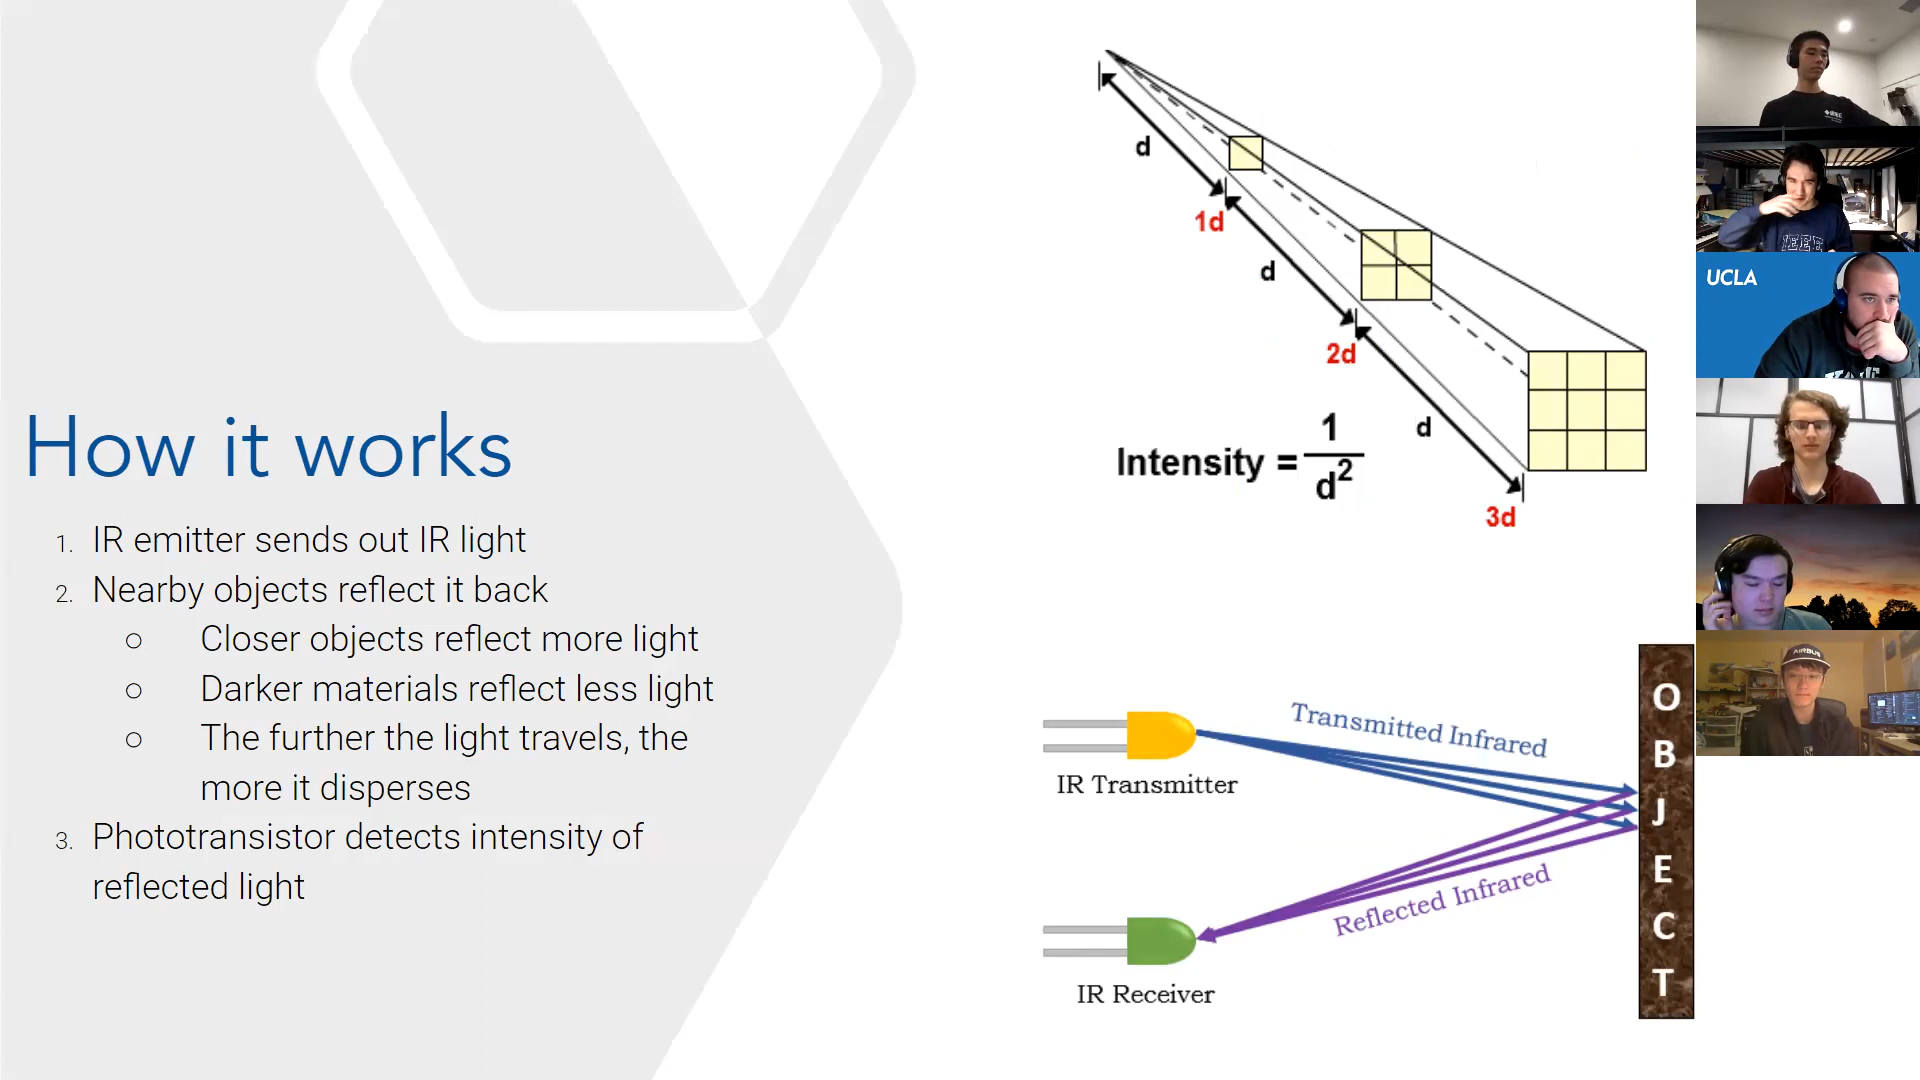 How it works
1. IR emitter sends out IR light
2. Nearby objects reflect it back
○ Closer objects reflect more light
○ Darker materials reflect less light
○ The further the light travels, the
more it disperses
3. Phototransistor detects intensity of
reflected light
d
1d
d
2d
d
3d
Intensity = 1/d²
Transmitted Infrared
IR Transmitter
Reflected Infrared
IR Receiver
OBJECT
IEEE
UCLA
AIRBUS